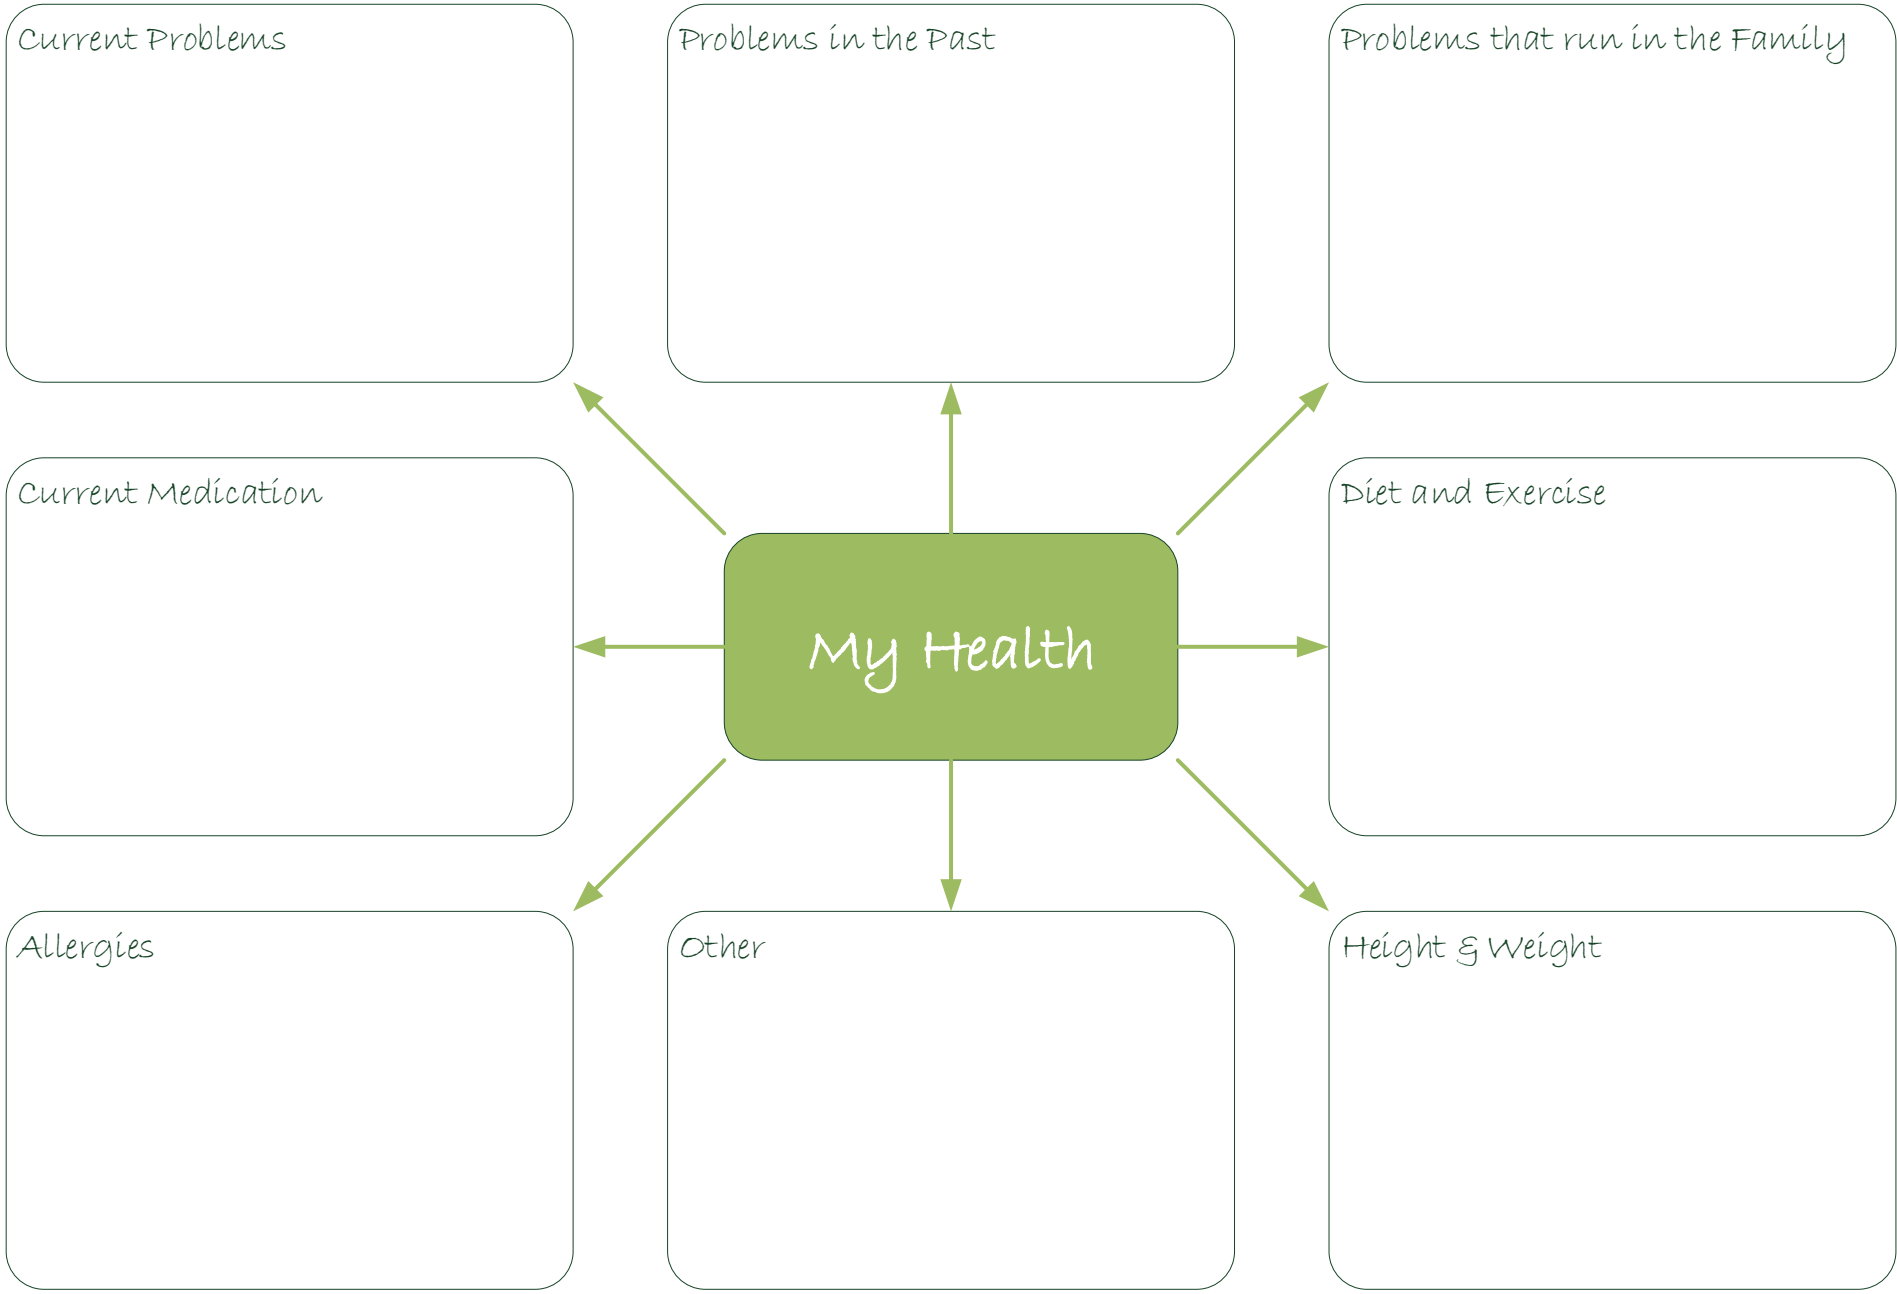 Current Problems
Problems in the Past
Problems that run in the Family
Current Medication
My Health
Diet and Exercise
Allergies
Other
Height & Weight